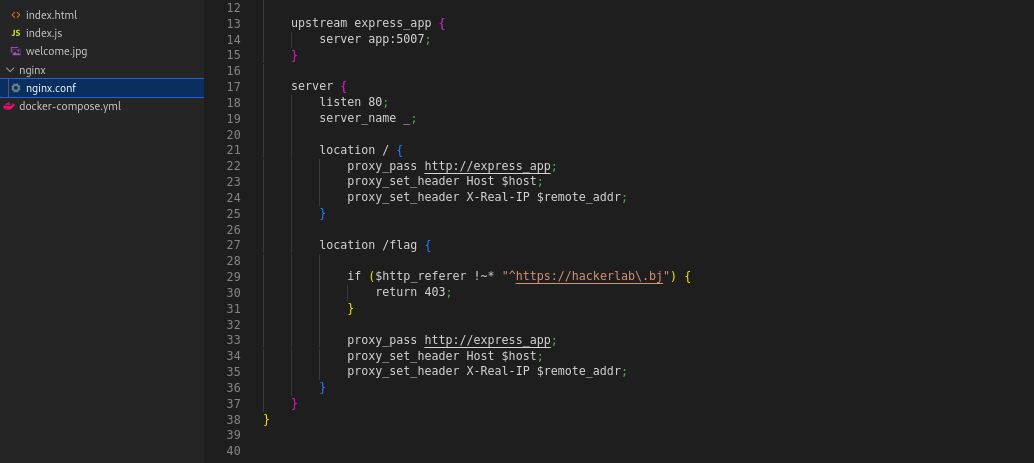 index.html
JS index.js
welcome.jpg
nginx
nginx.conf
docker-compose.yml
12
13 upstream express_app {
14 server app:5007;
15 }
16
17 server {
18 listen 80;
19 server_name _;
20
21 location / {
22 proxy_pass http://express_app;
23 proxy_set_header Host $host;
24 proxy_set_header X-Real-IP $remote_addr;
25 }
26
27 location /flag {
28
29 if ($http_referer !~* "^https://hackerlab\.bj") {
30 return 403;
31 }
32
33 proxy_pass http://express_app;
34 proxy_set_header Host $host;
35 proxy_set_header X-Real-IP $remote_addr;
36 }
37 }
38 }
39
40